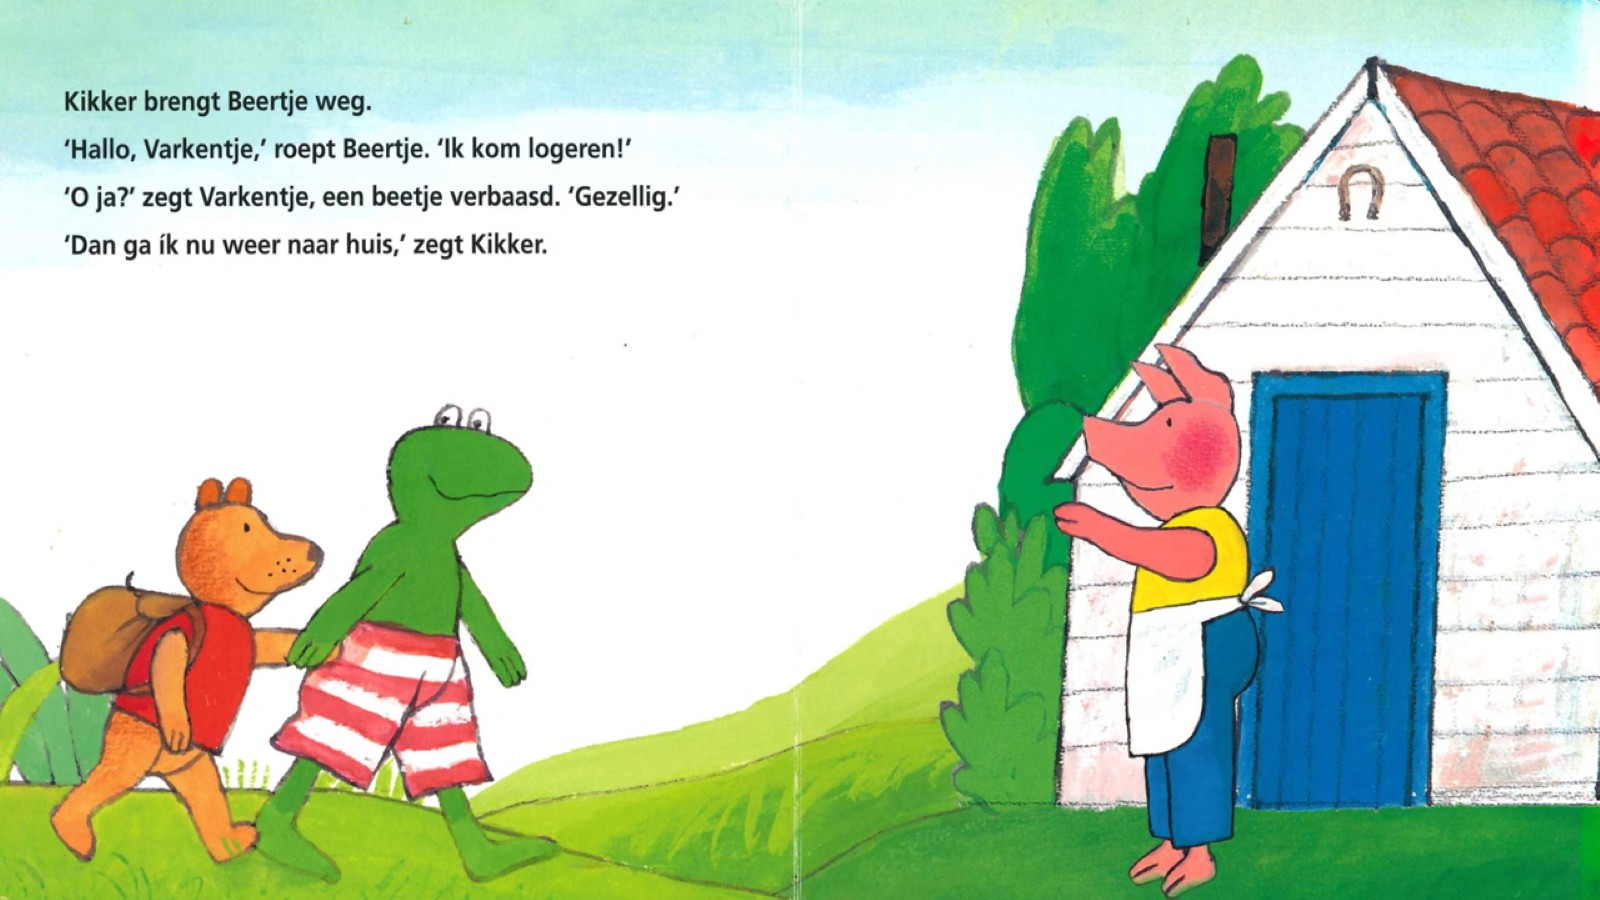 Kikker brengt Beertje weg.
‘Hallo, Varkentje,’ roept Beertje. ‘Ik kom logeren!’
‘O ja?’ zegt Varkentje, een beetje verbaasd. ‘Gezellig.’
‘Dan ga ík nu weer naar huis,’ zegt Kikker.